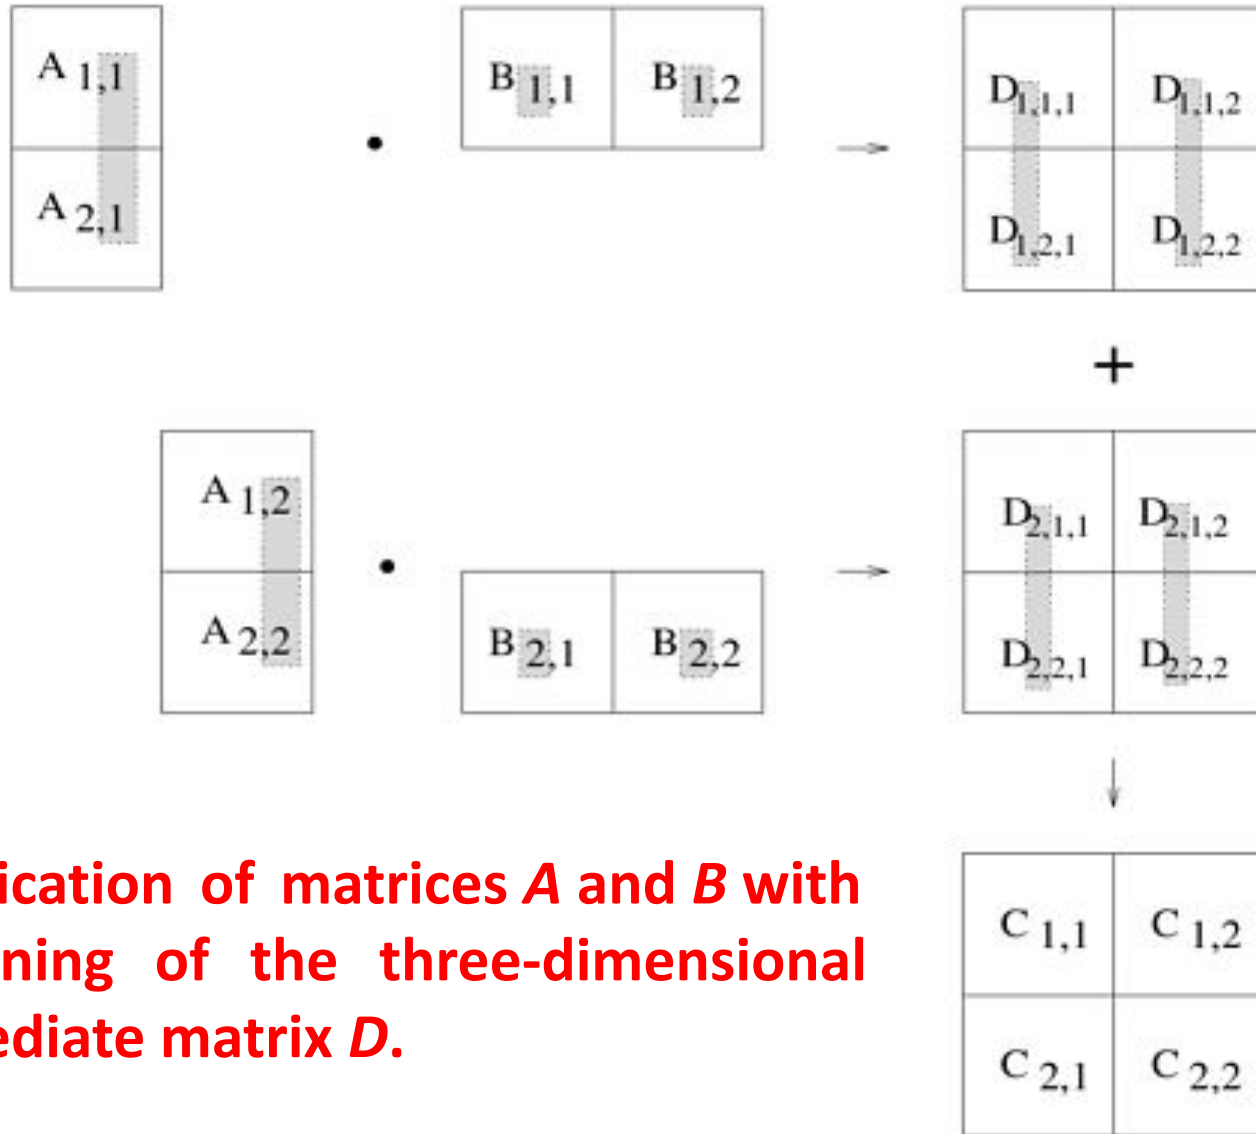 A 1,1 B 1,1 B 1,2 D1,1,1 D1,1,2
A 2,1 D1,2,1 D1,2,2
+
A 1,2 D2,1,1 D2,1,2
A 2,2 B 2,1 B 2,2 D2,2,1 D2,2,2
ication of matrices A and B with
ning of the three-dimensional
ediate matrix D.
C 1,1 C 1,2
C 2,1 C 2,2